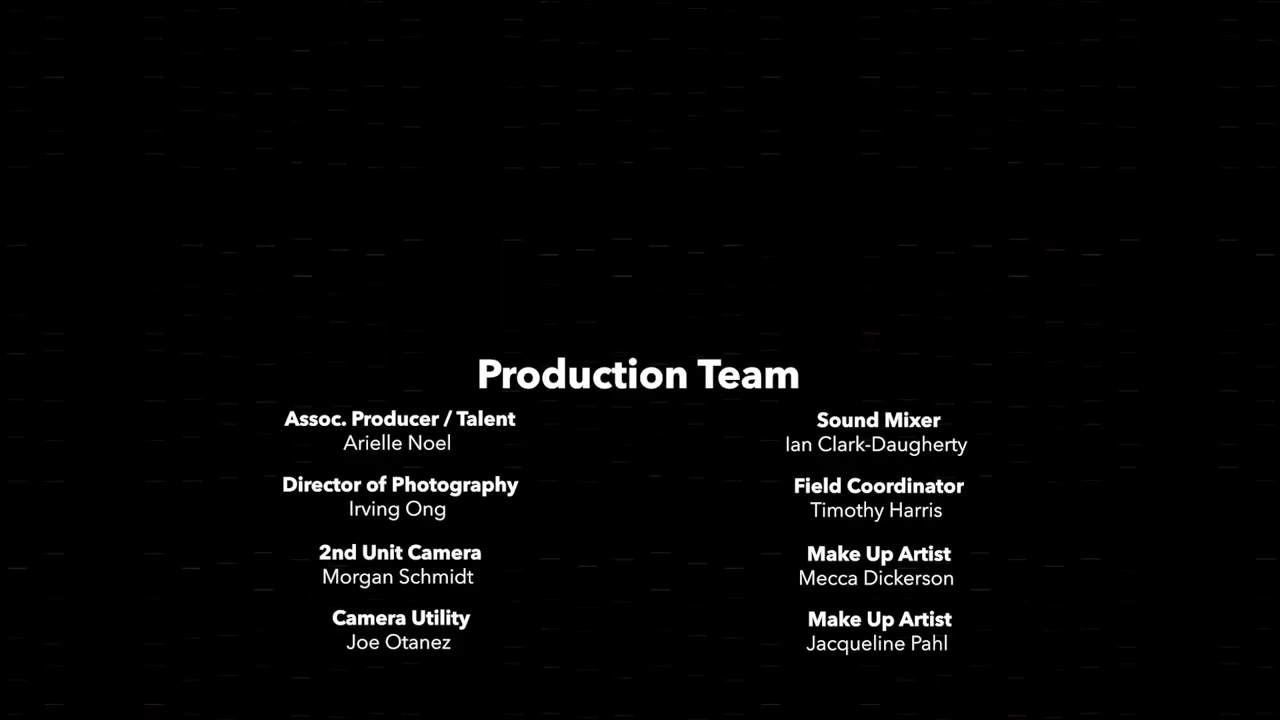 Production Team
Assoc. Producer / Talent
Arielle Noel
Director of Photography
Irving Ong
2nd Unit Camera
Morgan Schmidt
Camera Utility
Joe Otanez
Sound Mixer
Ian Clark-Daugherty
Field Coordinator
Timothy Harris
Make Up Artist
Mecca Dickerson
Make Up Artist
Jacqueline Pahl